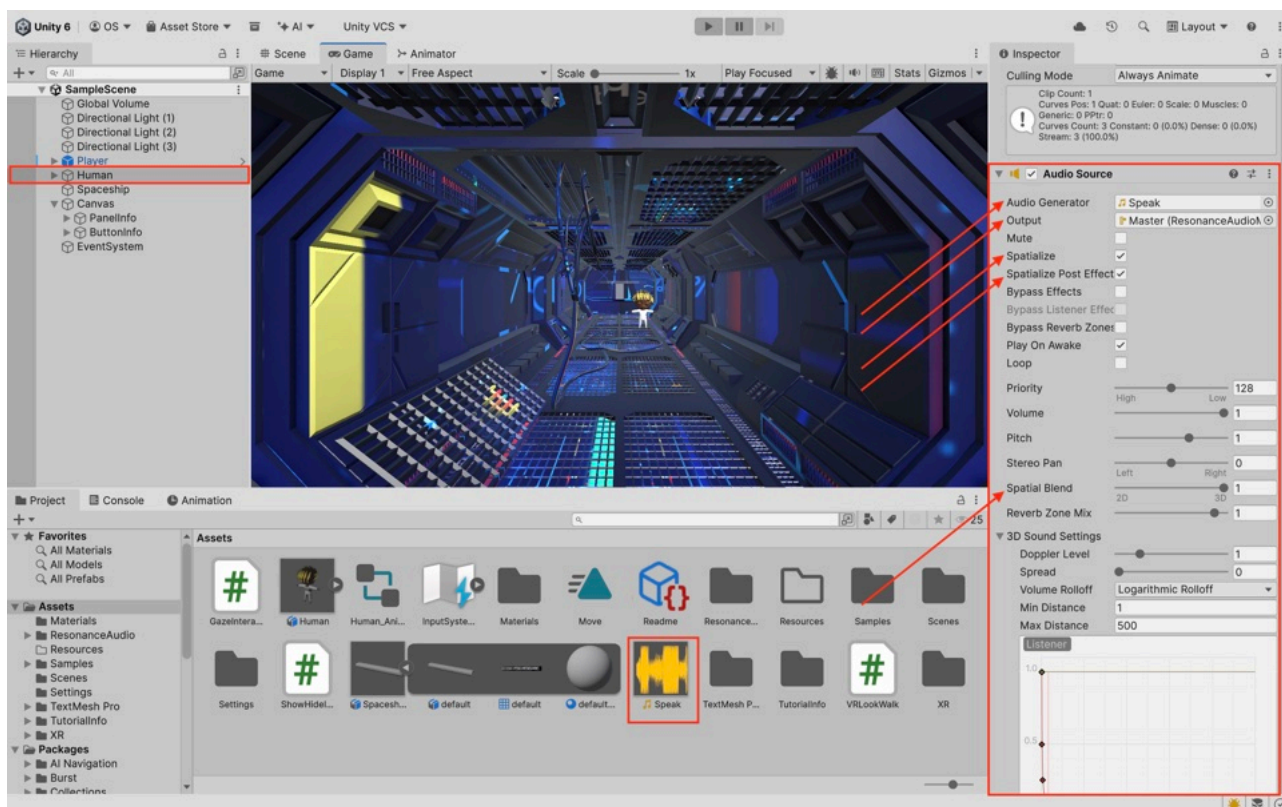 Unity 6 OS Asset Store AI Unity VCS Layout
Hierarchy
All
SampleScene
Global Volume
Directional Light (1)
Directional Light (2)
Directional Light (3)
Player
Human
Spaceship
Canvas
PanelInfo
ButtonInfo
EventSystem
Scene Game Animator
Game Display 1 Free Aspect Scale 1x Play Focused Stats Gizmos
Inspector
Culling Mode Always Animate
Clip Count: 1
Curves Pos: 1 Quat: 0 Euler: 0 Scale: 0 Muscles: 0
Generic: 0 PPtr: 0
Curves Count: 3 Constant: 0 (0.0%) Dense: 0 (0.0%)
Stream: 3 (100.0%)
Audio Source
Audio Generator Speak
Output Master (ResonanceAudioM
Mute
Spatialize
Spatialize Post Effect
Bypass Effects
Bypass Listener Effec
Bypass Reverb Zones
Play On Awake
Loop
Priority 128
High Low
Volume 1
Pitch 1
Stereo Pan 0
Left Right
Spatial Blend 1
2D 3D
Reverb Zone Mix 1
3D Sound Settings
Doppler Level 1
Spread 0
Volume Rolloff Logarithmic Rolloff
Min Distance 1
Max Distance 500
Listener
1.0
0.5
Project Console Animation
25
Favorites
All Materials
All Models
All Prefabs
Assets
Materials
ResonanceAudio
Resources
Samples
Scenes
Settings
TextMesh Pro
TutorialInfo
XR
Packages
AI Navigation
Burst
Collections
Assets
GazeIntera... Human Human_Ani... InputSyste... Materials Move Readme Resonance... Resources Samples Scenes
Settings ShowHideI... Spacesh... default default default... Speak TextMesh P... TutorialInfo VRLookWalk XR